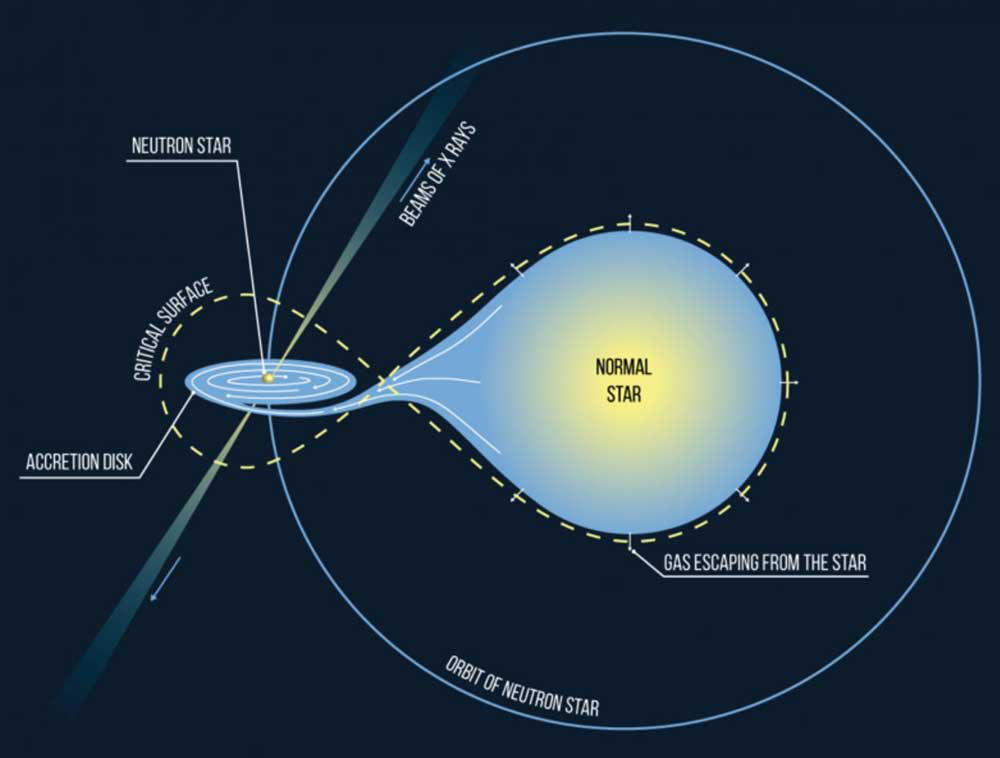 NEUTRON STAR
BEAMS OF X RAYS
CRITICAL SURFACE
NORMAL
STAR
ACCRETION DISK
GAS ESCAPING FROM THE STAR
ORBIT OF NEUTRON STAR